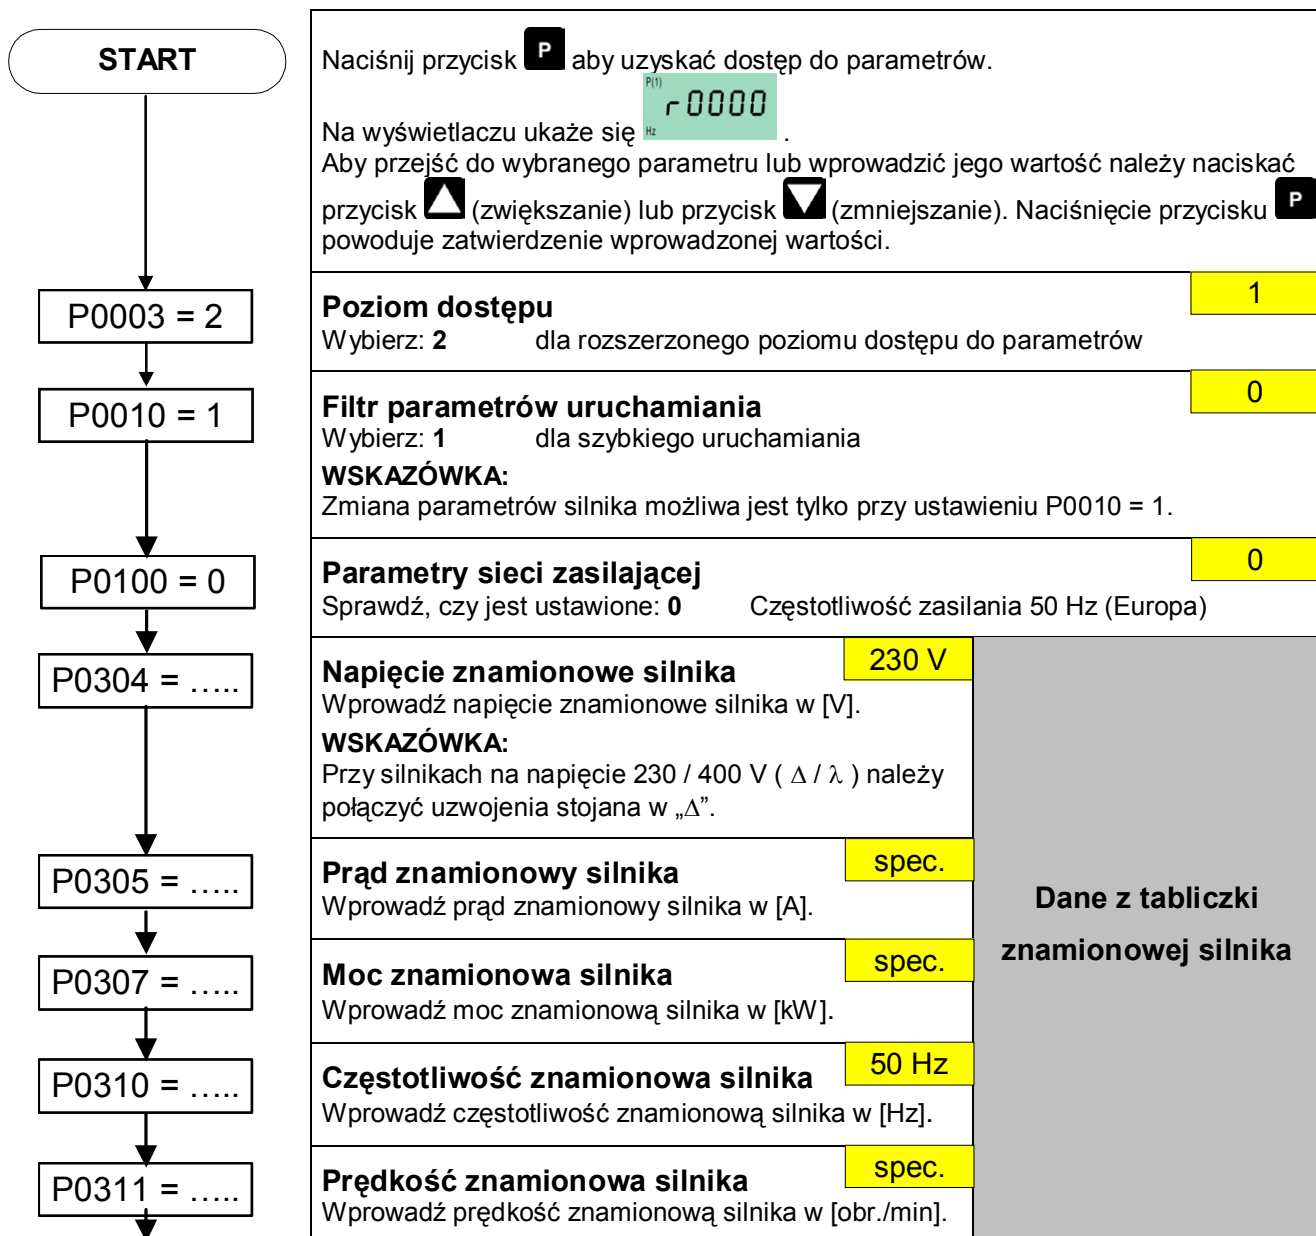 START
Naciśnij przycisk P aby uzyskać dostęp do parametrów.
P(1)
r0000
Hz
Na wyświetlaczu ukaże się .
Aby przejść do wybranego parametru lub wprowadzić jego wartość należy naciskać
przycisk (zwiększanie) lub przycisk (zmniejszanie). Naciśnięcie przycisku P
powoduje zatwierdzenie wprowadzonej wartości.
P0003 = 2
Poziom dostępu
1
Wybierz: 2 dla rozszerzonego poziomu dostępu do parametrów
P0010 = 1
Filtr parametrów uruchamiania
0
Wybierz: 1 dla szybkiego uruchamiania
WSKAZÓWKA:
Zmiana parametrów silnika możliwa jest tylko przy ustawieniu P0010 = 1.
P0100 = 0
Parametry sieci zasilającej
0
Sprawdź, czy jest ustawione: 0 Częstotliwość zasilania 50 Hz (Europa)
P0304 = .....
Napięcie znamionowe silnika
230 V
Wprowadź napięcie znamionowe silnika w [V].
WSKAZÓWKA:
Przy silnikach na napięcie 230 / 400 V ( Δ / λ ) należy
połączyć uzwojenia stojana w „Δ”.
P0305 = .....
Prąd znamionowy silnika
spec.
Wprowadź prąd znamionowy silnika w [A].
Dane z tabliczki
znamionowej silnika
P0307 = .....
Moc znamionowa silnika
spec.
Wprowadź moc znamionową silnika w [kW].
P0310 = .....
Częstotliwość znamionowa silnika
50 Hz
Wprowadź częstotliwość znamionową silnika w [Hz].
P0311 = .....
Prędkość znamionowa silnika
spec.
Wprowadź prędkość znamionową silnika w [obr./min].